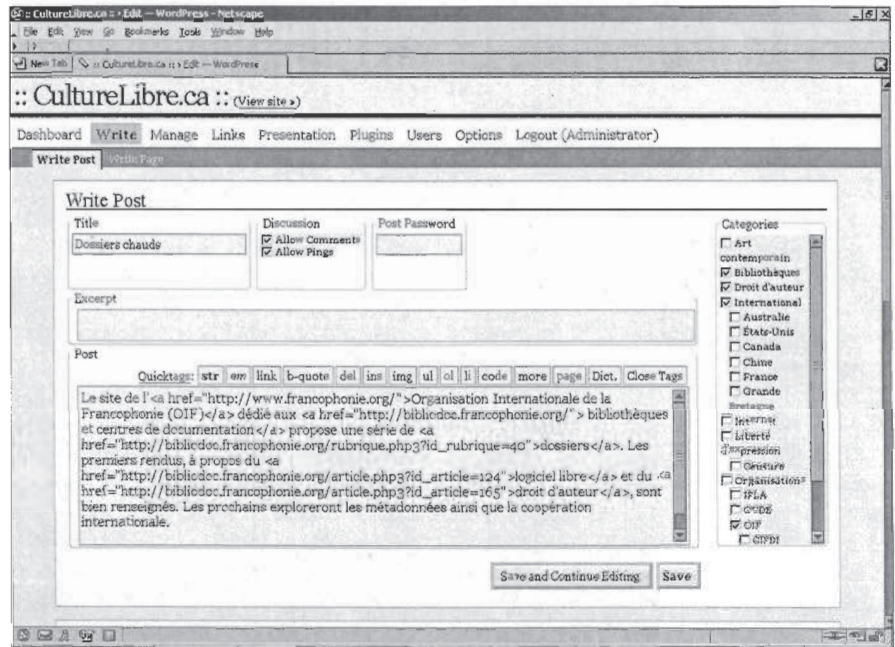 :: CultureLibre.ca :: › Edit — WordPress - Netscape
File Edit View Go Bookmarks Tools Window Help
New Tab :: CultureLibre.ca :: › Edit — WordPress
:: CultureLibre.ca :: (View site »)
Dashboard Write Manage Links Presentation Plugins Users Options Logout (Administrator)
Write Post Write Page
Write Post
Title
Dossiers chauds
Discussion
Allow Comments
Allow Pings
Post Password
Excerpt
Post
Quicktags: str em link b-quote del ins img ul ol li code more page Dict. Close Tags
Le site de l'<a href="http://www.francophonie.org/">Organisation Internationale de la
Francophonie (OIF)</a> dédié aux <a href="http://bibliodoc.francophonie.org/"> bibliothèques
et centres de documentation</a> propose une série de <a
href="http://bibliodoc.francophonie.org/rubrique.php3?id_rubrique=40">dossiers</a>. Les
premiers rendus, à propos du <a
href="http://bibliodoc.francophonie.org/article.php3?id_article=124">logiciel libre</a> et du <a
href="http://bibliodoc.francophonie.org/article.php3?id_article=165">droit d'auteur</a>, sont
bien renseignés. Les prochains exploreront les métadonnées ainsi que la coopération
internationale.
Categories
Art
contemporain
Bibliothèques
Droit d'auteur
International
Australie
États-Unis
Canada
Chine
France
Grande
Bretagne
Internet
Liberté
d'expression
Censure
Organisations
IFLA
OIF
CIFDI
Save and Continue Editing
Save